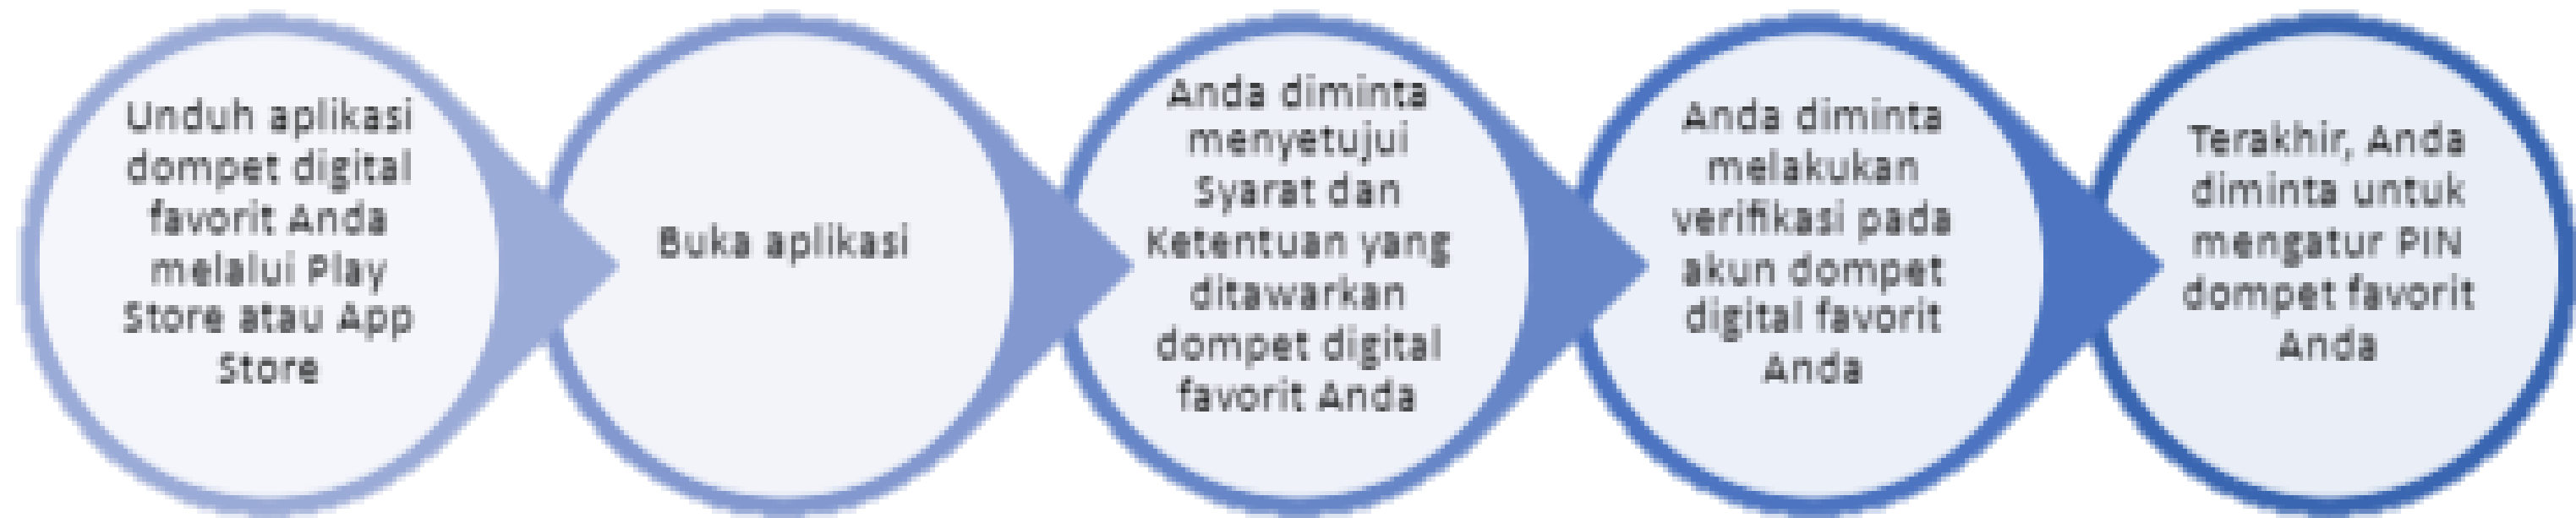 Unduh aplikasi
dompet digital
favorit Anda
melalui Play
Store atau App
Store
Buka aplikasi
Anda diminta
menyetujui
Syarat dan
Ketentuan yang
ditawarkan
dompet digital
favorit Anda
Anda diminta
melakukan
verifikasi pada
akun dompet
digital favorit
Anda
Terakhir, Anda
diminta untuk
mengatur PIN
dompet favorit
Anda